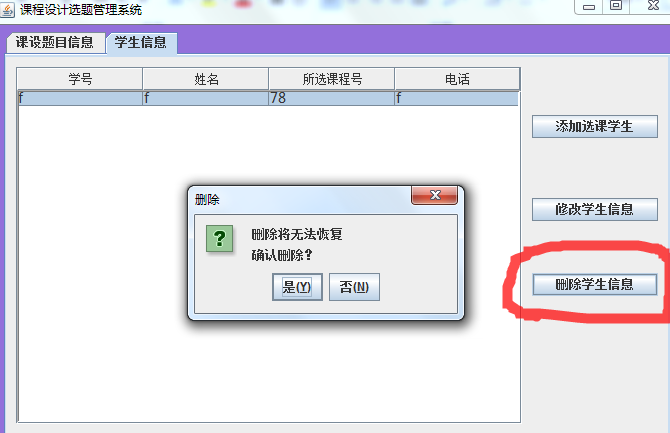 课程设计选题管理系统
课设题目信息 学生信息
学号 姓名 所选课程号 电话
f f 78 f
添加选课学生
修改学生信息
删除学生信息
删除
删除将无法恢复
确认删除?
是(Y) 否(N)